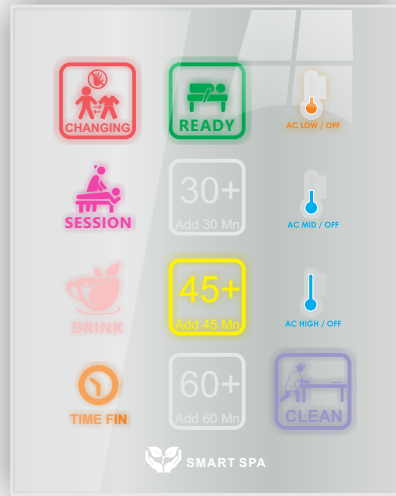 CHANGING
READY
AC LOW / OFF
SESSION
30+
Add 30 Mn
AC MID / OFF
DRINK
45+
Add 45 Mn
AC HIGH / OFF
TIME FIN
60+
Add 60 Mn
CLEAN
SMART SPA